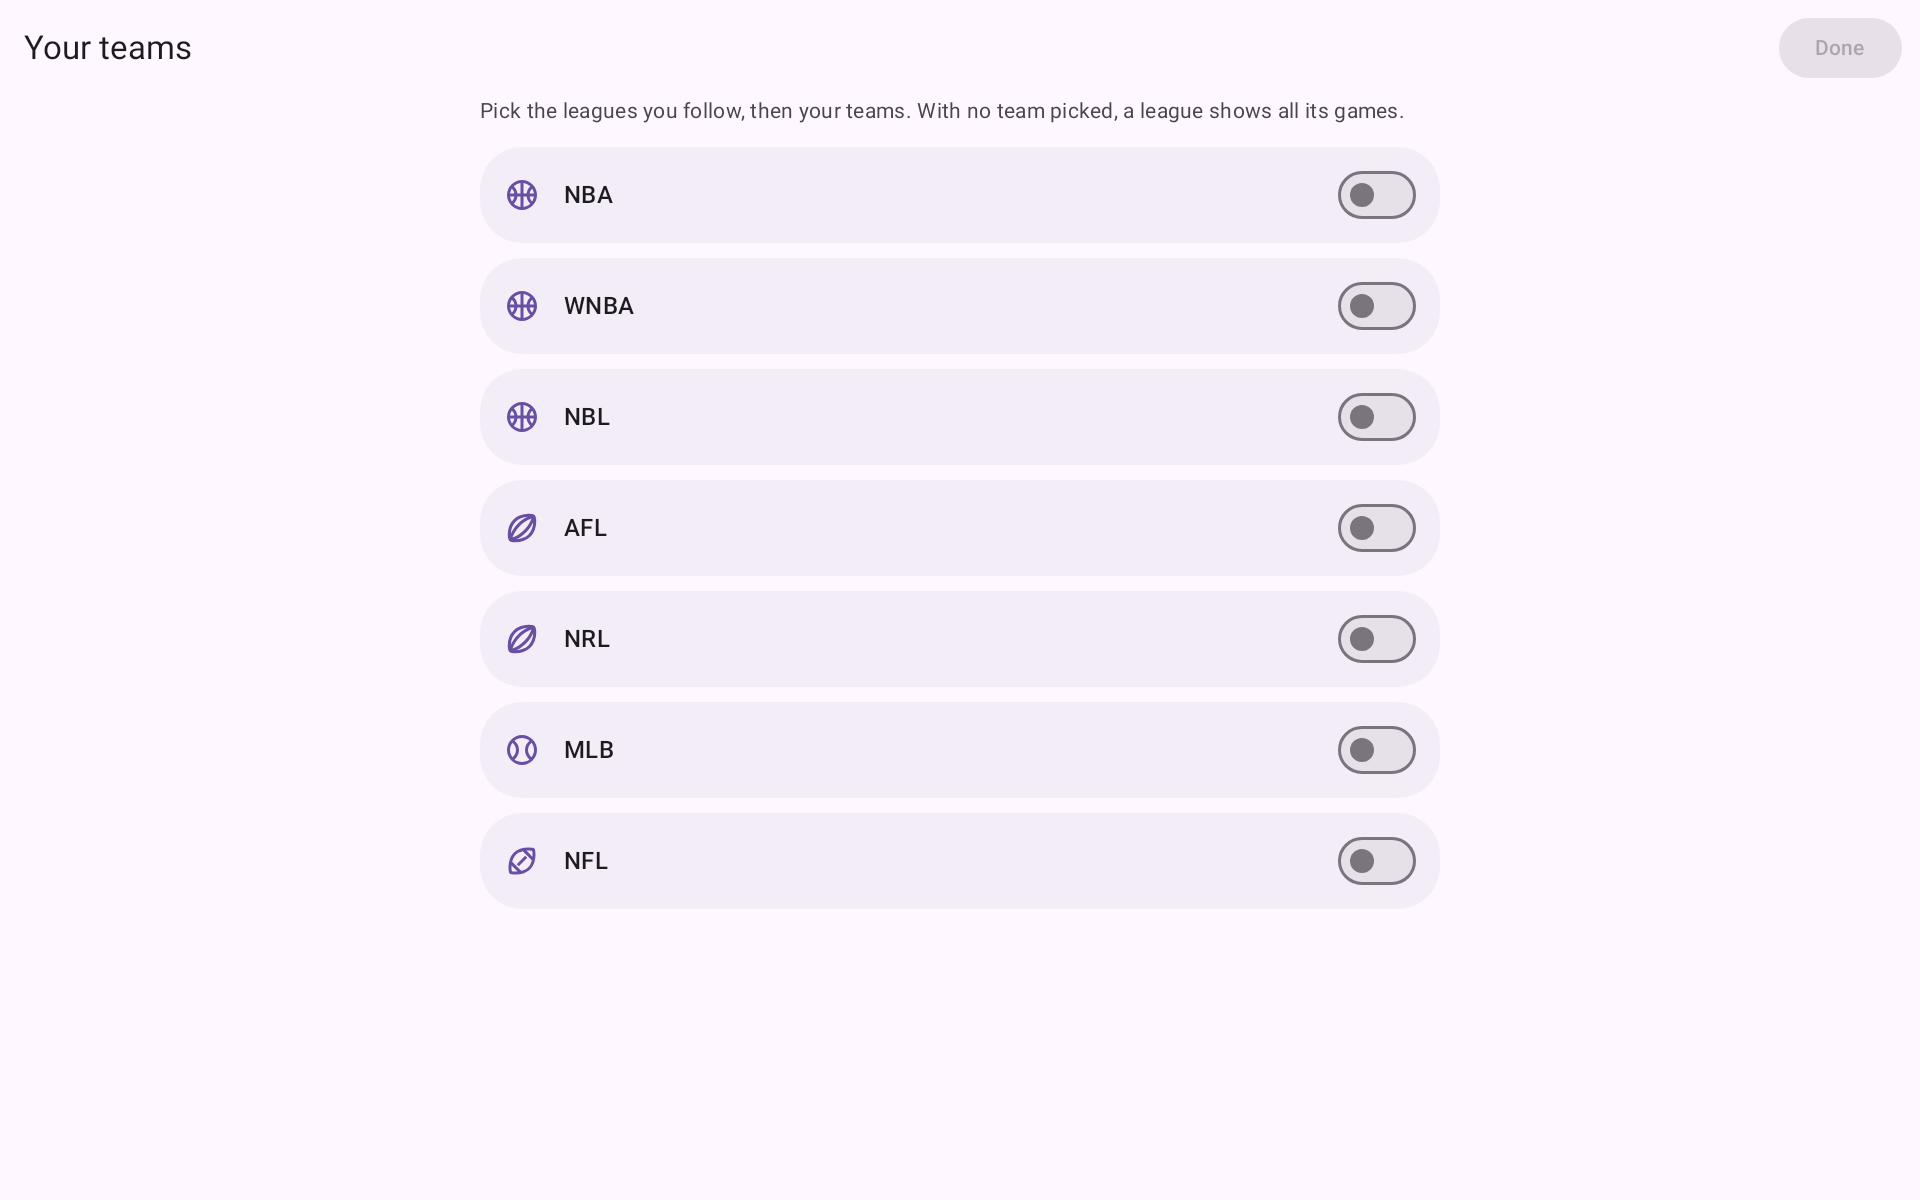 Your teams
Done
Pick the leagues you follow, then your teams. With no team picked, a league shows all its games.
NBA
WNBA
NBL
AFL
NRL
MLB
NFL